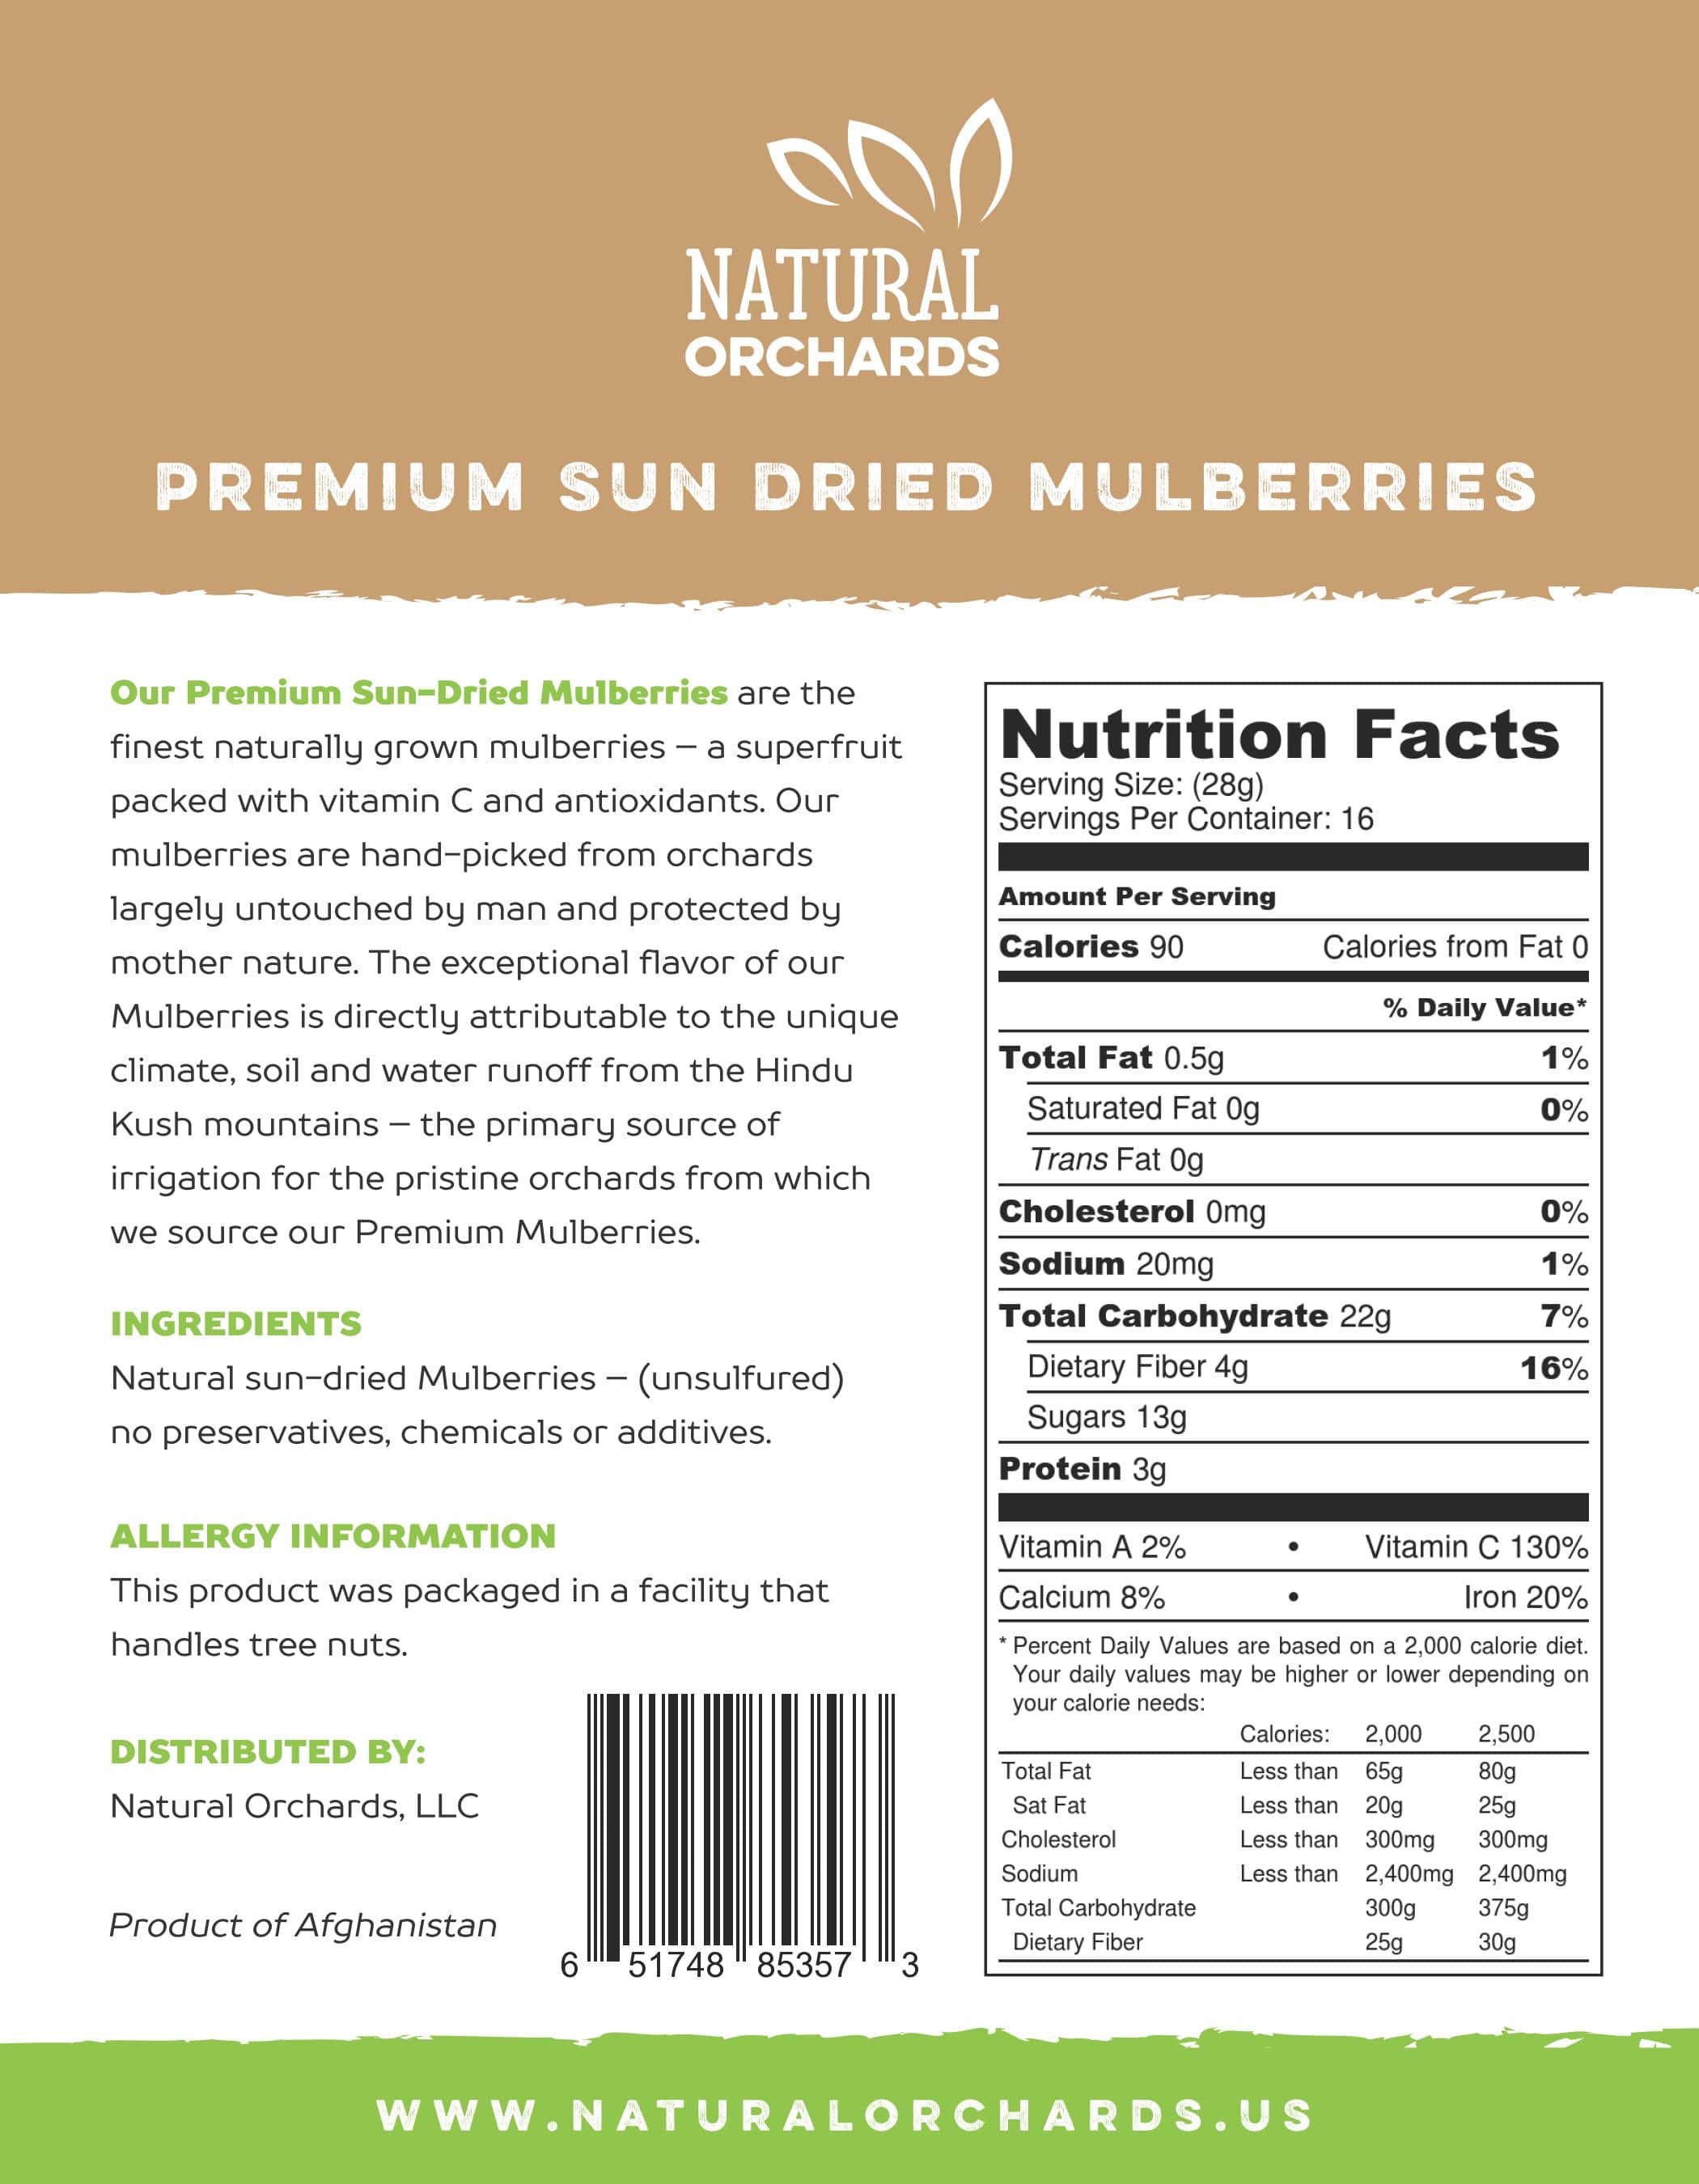 NATURAL
ORCHARDS
PREMIUM SUN DRIED MULBERRIES
Our Premium Sun-Dried Mulberries are the
finest naturally grown mulberries – a superfruit
packed with vitamin C and antioxidants. Our
mulberries are hand-picked from orchards
largely untouched by man and protected by
mother nature. The exceptional flavor of our
Mulberries is directly attributable to the unique
climate, soil and water runoff from the Hindu
Kush mountains – the primary source of
irrigation for the pristine orchards from which
we source our Premium Mulberries.
INGREDIENTS
Natural sun-dried Mulberries – (unsulfured)
no preservatives, chemicals or additives.
ALLERGY INFORMATION
This product was packaged in a facility that
handles tree nuts.
DISTRIBUTED BY:
Natural Orchards, LLC
Product of Afghanistan
6 51748 85357 3
Nutrition Facts
Serving Size: (28g)
Servings Per Container: 16
Amount Per Serving
Calories 90 Calories from Fat 0
% Daily Value*
Total Fat 0.5g 1%
Saturated Fat 0g 0%
Trans Fat 0g
Cholesterol 0mg 0%
Sodium 20mg 1%
Total Carbohydrate 22g 7%
Dietary Fiber 4g 16%
Sugars 13g
Protein 3g
Vitamin A 2% • Vitamin C 130%
Calcium 8% • Iron 20%
* Percent Daily Values are based on a 2,000 calorie diet.
Your daily values may be higher or lower depending on
your calorie needs:
Calories: 2,000 2,500
Total Fat Less than 65g 80g
Sat Fat Less than 20g 25g
Cholesterol Less than 300mg 300mg
Sodium Less than 2,400mg 2,400mg
Total Carbohydrate 300g 375g
Dietary Fiber 25g 30g
WWW.NATURALORCHARDS.US